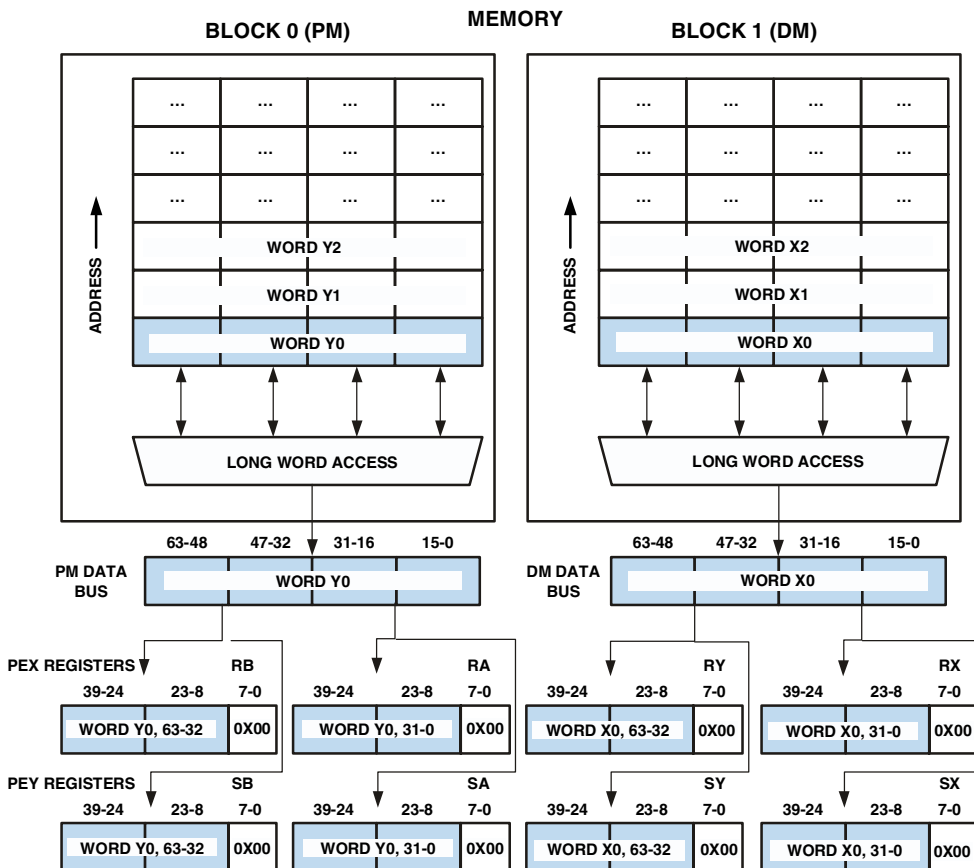 MEMORY
BLOCK 0 (PM) BLOCK 1 (DM)
... ... ... ... ... ... ... ...
... ... ... ... ... ... ... ...
... ... ... ... ... ... ... ...
ADDRESS ADDRESS
WORD Y2 WORD X2
WORD Y1 WORD X1
WORD Y0 WORD X0
LONG WORD ACCESS LONG WORD ACCESS
63-48 47-32 31-16 15-0 63-48 47-32 31-16 15-0
PM DATA BUS WORD Y0 DM DATA BUS WORD X0
PEX REGISTERS RB RA RY RX
39-24 23-8 7-0 39-24 23-8 7-0 39-24 23-8 7-0 39-24 23-8 7-0
WORD Y0, 63-32 0X00 WORD Y0, 31-0 0X00 WORD X0, 63-32 0X00 WORD X0, 31-0 0X00
PEY REGISTERS SB SA SY SX
39-24 23-8 7-0 39-24 23-8 7-0 39-24 23-8 7-0 39-24 23-8 7-0
WORD Y0, 63-32 0X00 WORD Y0, 31-0 0X00 WORD X0, 63-32 0X00 WORD X0, 31-0 0X00